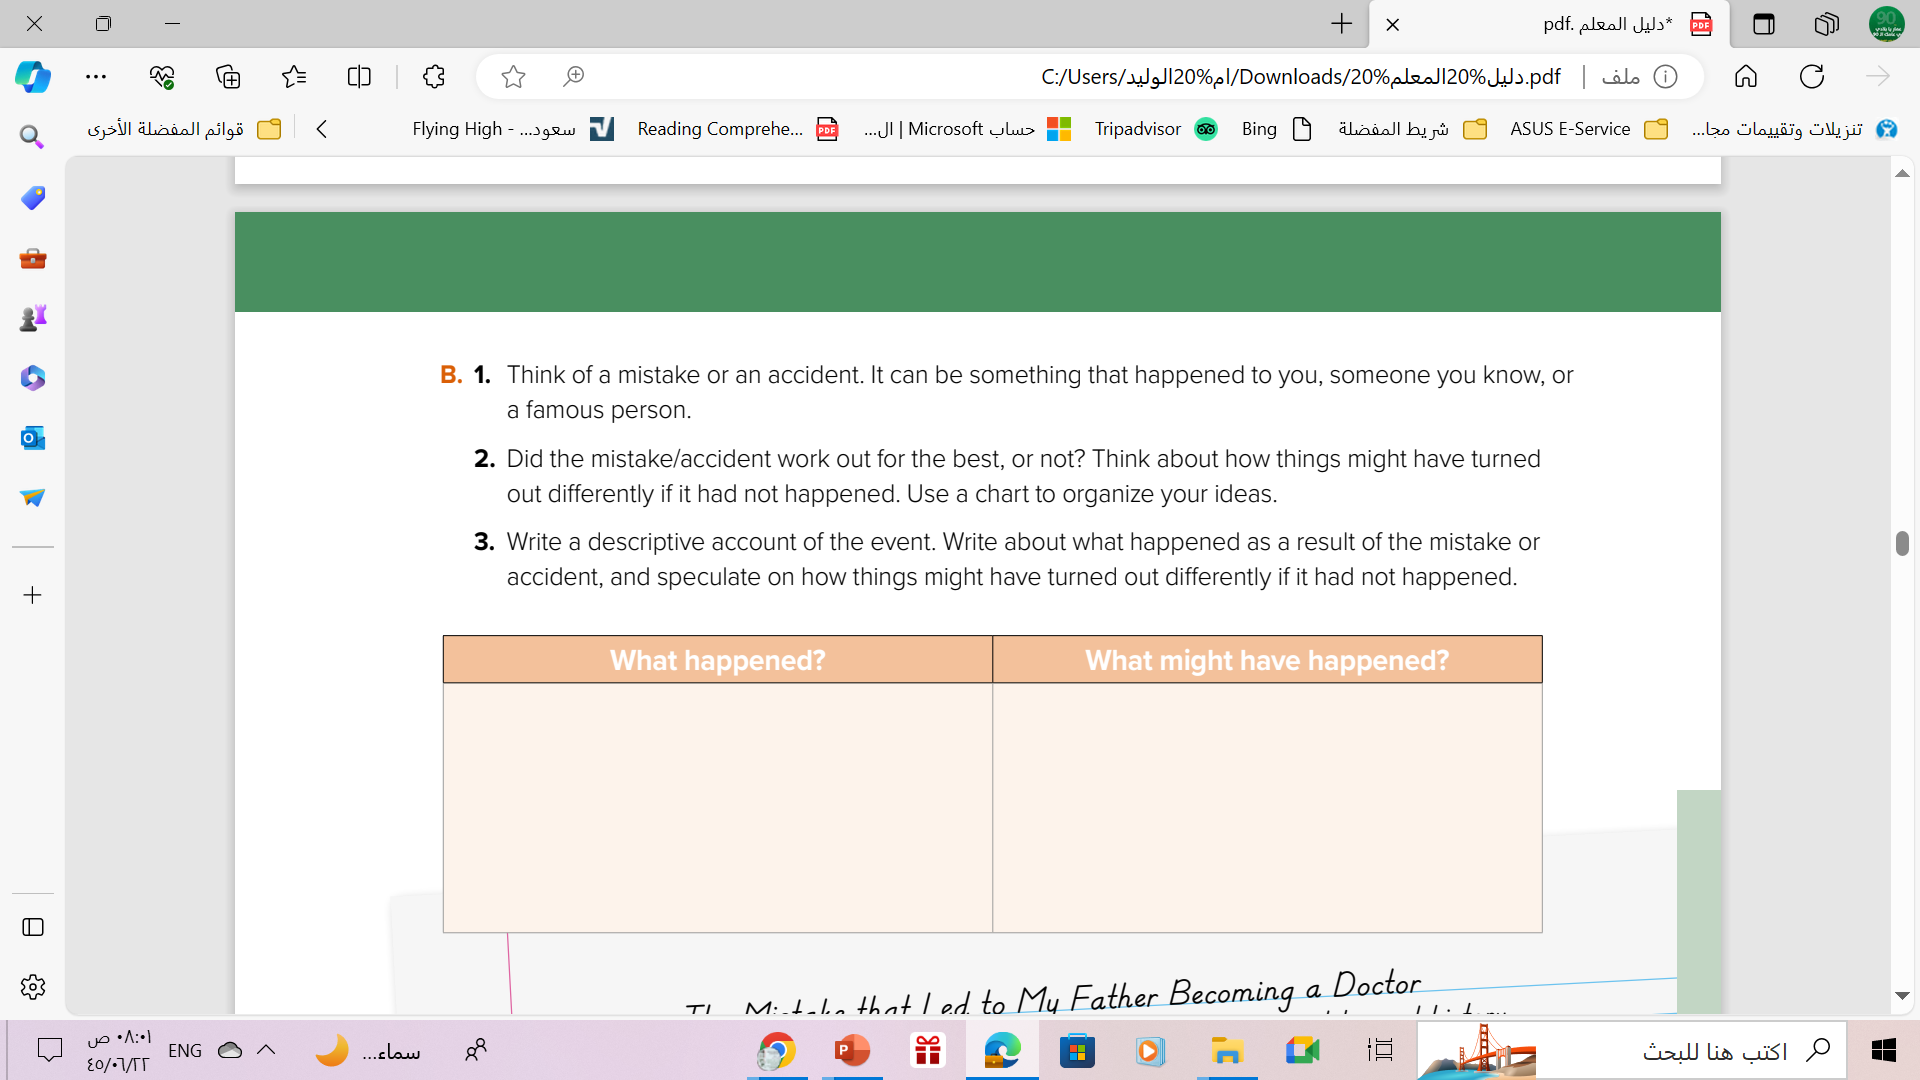 *دليل المعلم .pdf
C:/Users/ام%20الوليد/Downloads/دليل%20المعلم%20.pdf
ملف
قوائم المفضلة الأخرى
Flying High - سعود...
Reading Comprehe...
حساب Microsoft | ال...
Tripadvisor
Bing
شريط المفضلة
ASUS E-Service
تنزيلات وتقييمات مجا...
B. 1. Think of a mistake or an accident. It can be something that happened to you, someone you know, or
a famous person.
2. Did the mistake/accident work out for the best, or not? Think about how things might have turned
out differently if it had not happened. Use a chart to organize your ideas.
3. Write a descriptive account of the event. Write about what happened as a result of the mistake or
accident, and speculate on how things might have turned out differently if it had not happened.
What happened?
What might have happened?
The Mistake that Led to My Father Becoming a Doctor
history
٠٨:٠١ ص
٤٥/٠٦/٢٢
ENG
سماء...
اكتب هنا للبحث